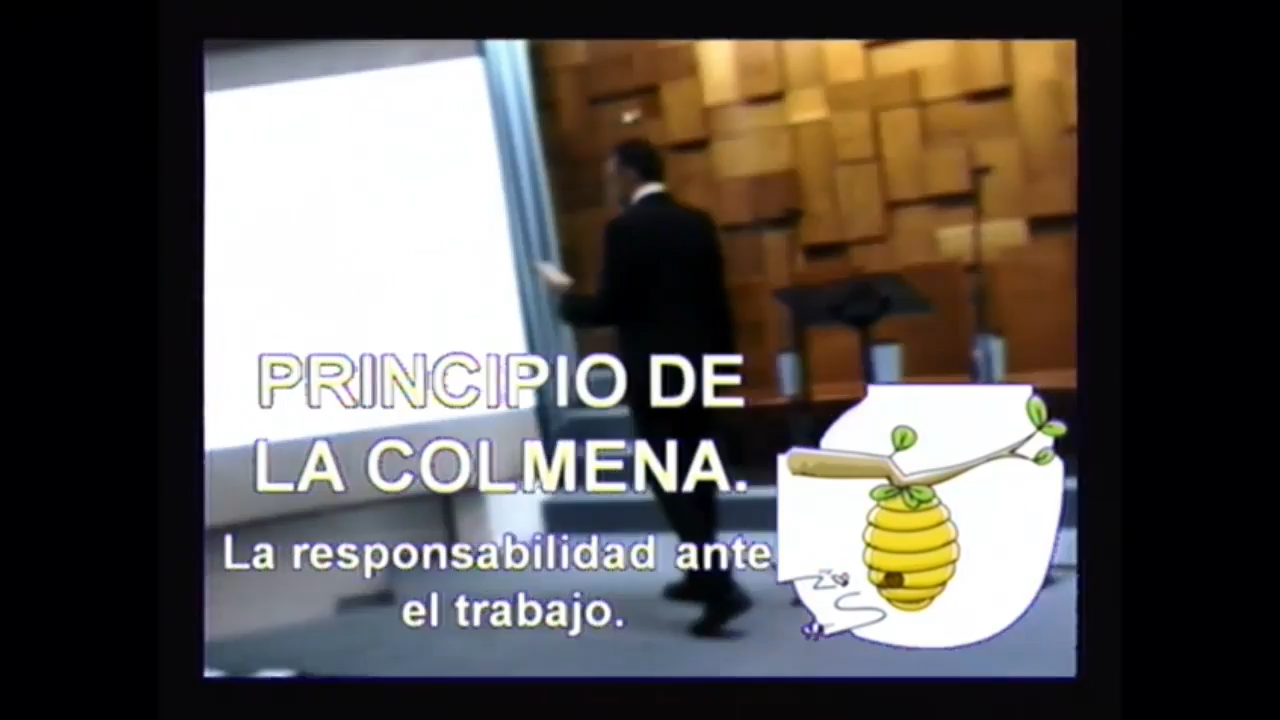 PRINCIPIO DE
LA COLMENA.
La responsabilidad ante
el trabajo.